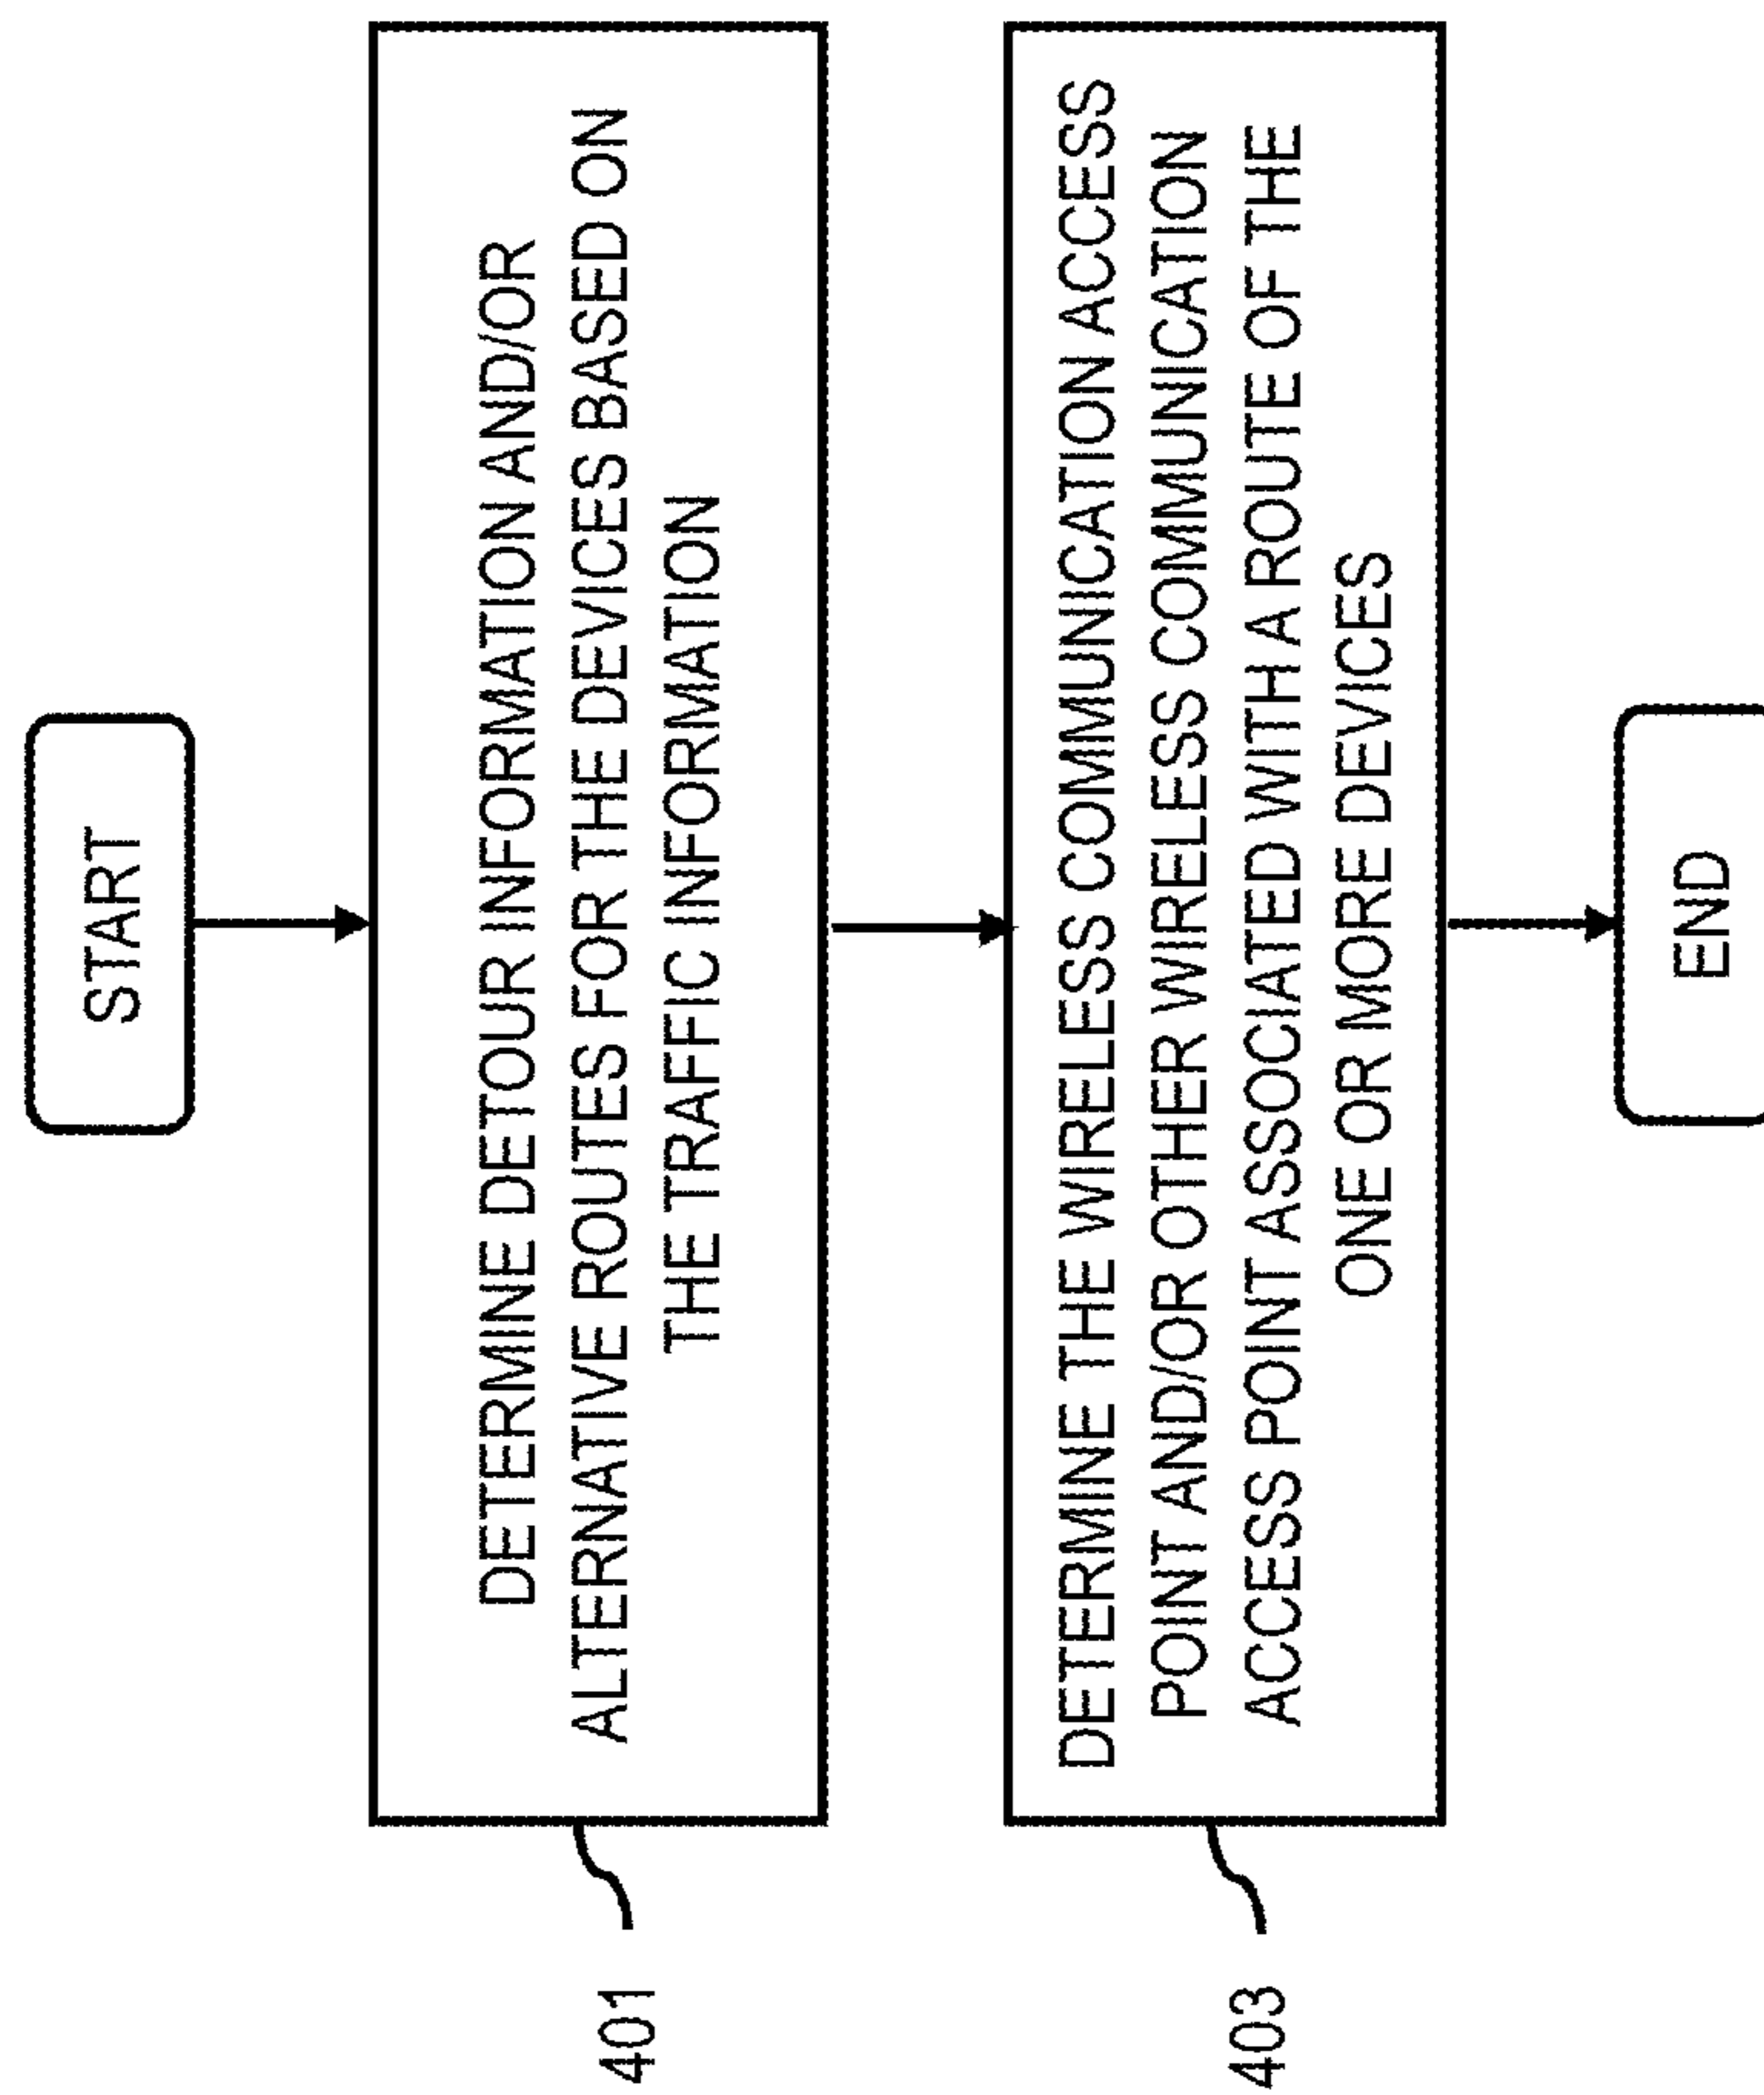 START
DETERMINE DETOUR INFORMATION AND/OR
ALTERNATIVE ROUTES FOR THE DEVICES BASED ON
THE TRAFFIC INFORMATION
401
DETERMINE THE WIRELESS COMMUNICATION ACCESS
POINT AND/OR OTHER WIRELESS COMMUNICATION
ACCESS POINT ASSOCIATED WITH A ROUTE OF THE
ONE OR MORE DEVICES
403
END